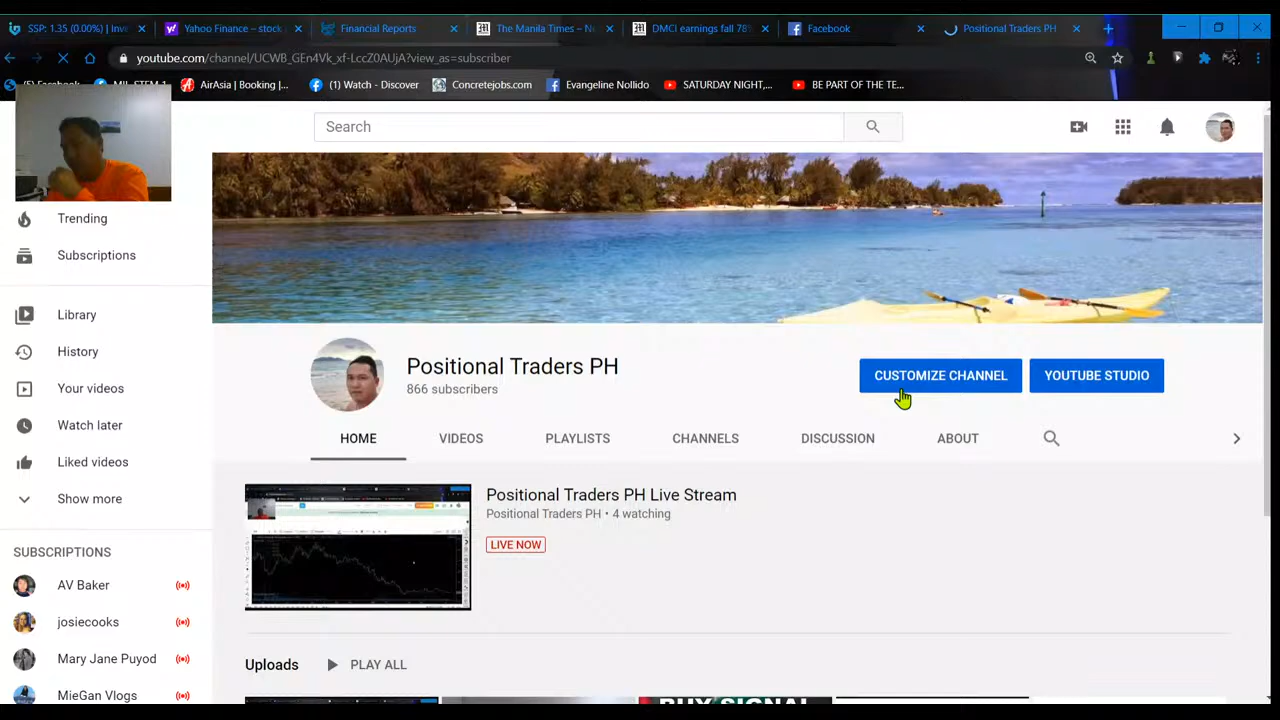 SSP: 1.35 (0.00%) | Inve
Yahoo Finance – stock
Financial Reports
The Manila Times – Ne
DMCI earnings fall 78%
Facebook
Positional Traders PH
youtube.com/channel/UCWB_GEn4Vk_xf-LccZ0AUjA?view_as=subscriber
AirAsia | Booking |...
(1) Watch - Discover
Concretejobs.com
Evangeline Nollido
SATURDAY NIGHT,...
BE PART OF THE TE...
Search
Trending
Subscriptions
Library
History
Your videos
Watch later
Liked videos
Show more
SUBSCRIPTIONS
AV Baker
josiecooks
Mary Jane Puyod
MieGan Vlogs
Positional Traders PH
866 subscribers
CUSTOMIZE CHANNEL
YOUTUBE STUDIO
HOME
VIDEOS
PLAYLISTS
CHANNELS
DISCUSSION
ABOUT
Positional Traders PH Live Stream
Positional Traders PH • 4 watching
LIVE NOW
Uploads
PLAY ALL
BUY SIGNAL